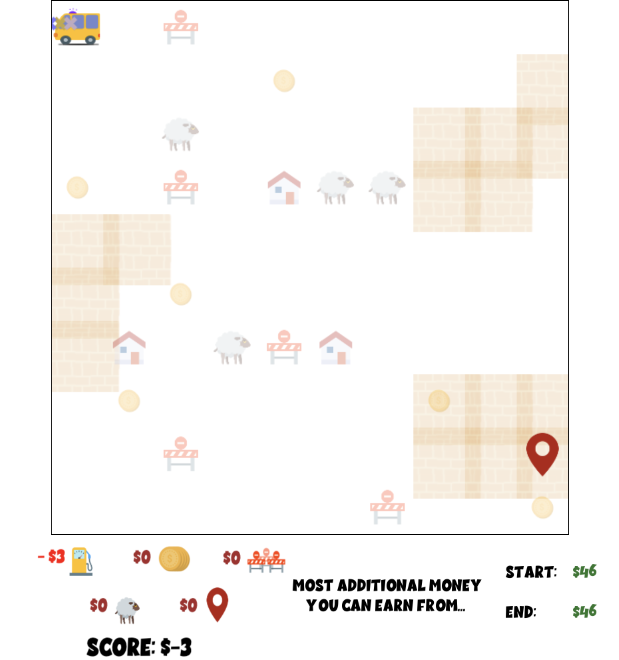 - $3 $0 $0
$0 $0
SCORE: $-3
MOST ADDITIONAL MONEY
YOU CAN EARN FROM...
START: $46
END: $46